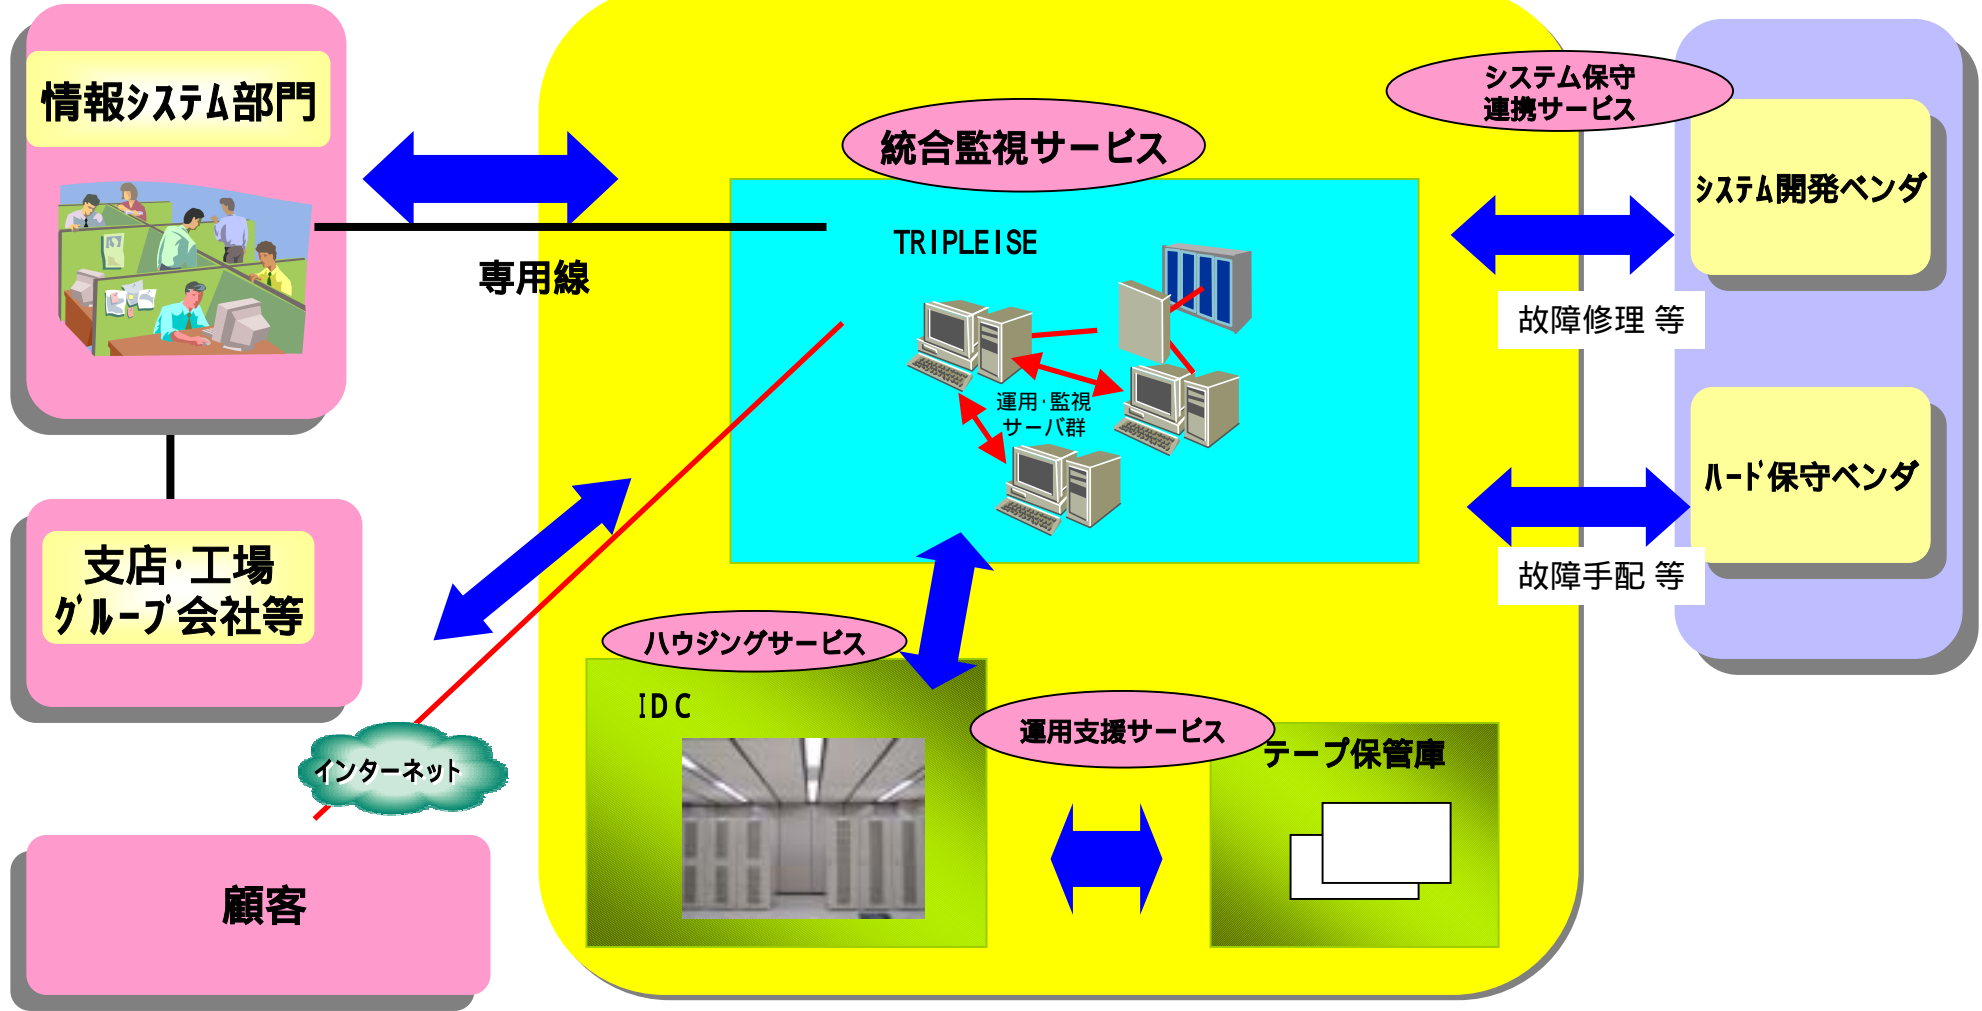 情報ｼｽﾃﾑ部門
統合監視サービス
システム保守
連携サービス
ｼｽﾃﾑ開発ベンダ
TRIPLEISE
専用線
故障修理 等
運用･監視
サーバ群
ﾊｰﾄﾞ保守ベンダ
支店･工場
ｸﾞﾙｰﾌﾟ会社等
故障手配 等
ハウジングサービス
IDC
運用支援サービス
テープ保管庫
インターネット
顧客